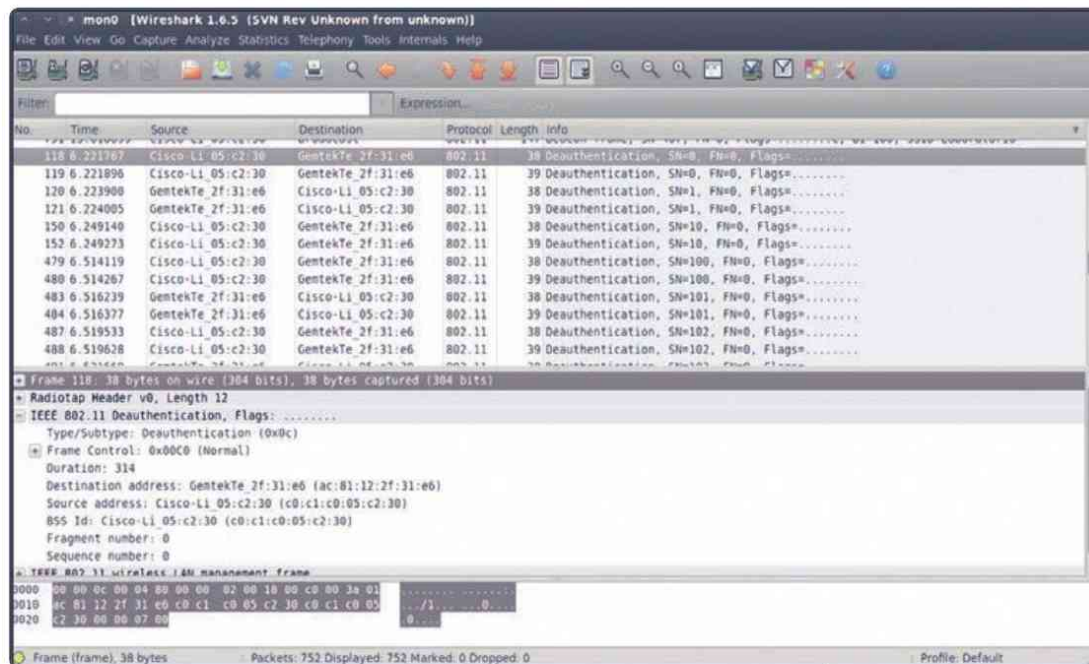 mon0 [Wireshark 1.6.5 (SVN Rev Unknown from unknown)]
File Edit View Go Capture Analyze Statistics Telephony Tools Internals Help
Filter: Expression...
No. Time Source Destination Protocol Length Info
118 6.221767 Cisco-Li_05:c2:30 GemtekTe_2f:31:e6 802.11 38 Deauthentication, SN=0, FN=0, Flags=........
119 6.221896 Cisco-Li_05:c2:30 GemtekTe_2f:31:e6 802.11 39 Deauthentication, SN=0, FN=0, Flags=........
120 6.223900 GemtekTe_2f:31:e6 Cisco-Li_05:c2:30 802.11 38 Deauthentication, SN=1, FN=0, Flags=........
121 6.224005 GemtekTe_2f:31:e6 Cisco-Li_05:c2:30 802.11 39 Deauthentication, SN=1, FN=0, Flags=........
150 6.249140 Cisco-Li_05:c2:30 GemtekTe_2f:31:e6 802.11 38 Deauthentication, SN=10, FN=0, Flags=........
152 6.249273 Cisco-Li_05:c2:30 GemtekTe_2f:31:e6 802.11 39 Deauthentication, SN=10, FN=0, Flags=........
479 6.514119 Cisco-Li_05:c2:30 GemtekTe_2f:31:e6 802.11 38 Deauthentication, SN=100, FN=0, Flags=........
480 6.514267 Cisco-Li_05:c2:30 GemtekTe_2f:31:e6 802.11 39 Deauthentication, SN=100, FN=0, Flags=........
483 6.516239 GemtekTe_2f:31:e6 Cisco-Li_05:c2:30 802.11 38 Deauthentication, SN=101, FN=0, Flags=........
484 6.516377 GemtekTe_2f:31:e6 Cisco-Li_05:c2:30 802.11 39 Deauthentication, SN=101, FN=0, Flags=........
487 6.519533 Cisco-Li_05:c2:30 GemtekTe_2f:31:e6 802.11 38 Deauthentication, SN=102, FN=0, Flags=........
488 6.519628 Cisco-Li_05:c2:30 GemtekTe_2f:31:e6 802.11 39 Deauthentication, SN=102, FN=0, Flags=........
Frame 118: 38 bytes on wire (304 bits), 38 bytes captured (304 bits)
Radiotap Header v0, Length 12
IEEE 802.11 Deauthentication, Flags: ........
Type/Subtype: Deauthentication (0x0c)
Frame Control: 0x00C0 (Normal)
Duration: 314
Destination address: GemtekTe_2f:31:e6 (ac:81:12:2f:31:e6)
Source address: Cisco-Li_05:c2:30 (c0:c1:c0:05:c2:30)
BSS Id: Cisco-Li_05:c2:30 (c0:c1:c0:05:c2:30)
Fragment number: 0
Sequence number: 0
IEEE 802.11 wireless LAN management frame
0000 00 00 0c 00 04 80 00 00 02 00 18 00 c0 00 3a 01 ........ ......:.
0010 ac 81 12 2f 31 e6 c0 c1 c0 05 c2 30 c0 c1 c0 05 .../1... ...0....
0020 c2 30 00 00 07 00 .0....
Frame (frame), 38 bytes Packets: 752 Displayed: 752 Marked: 0 Dropped: 0 Profile: Default